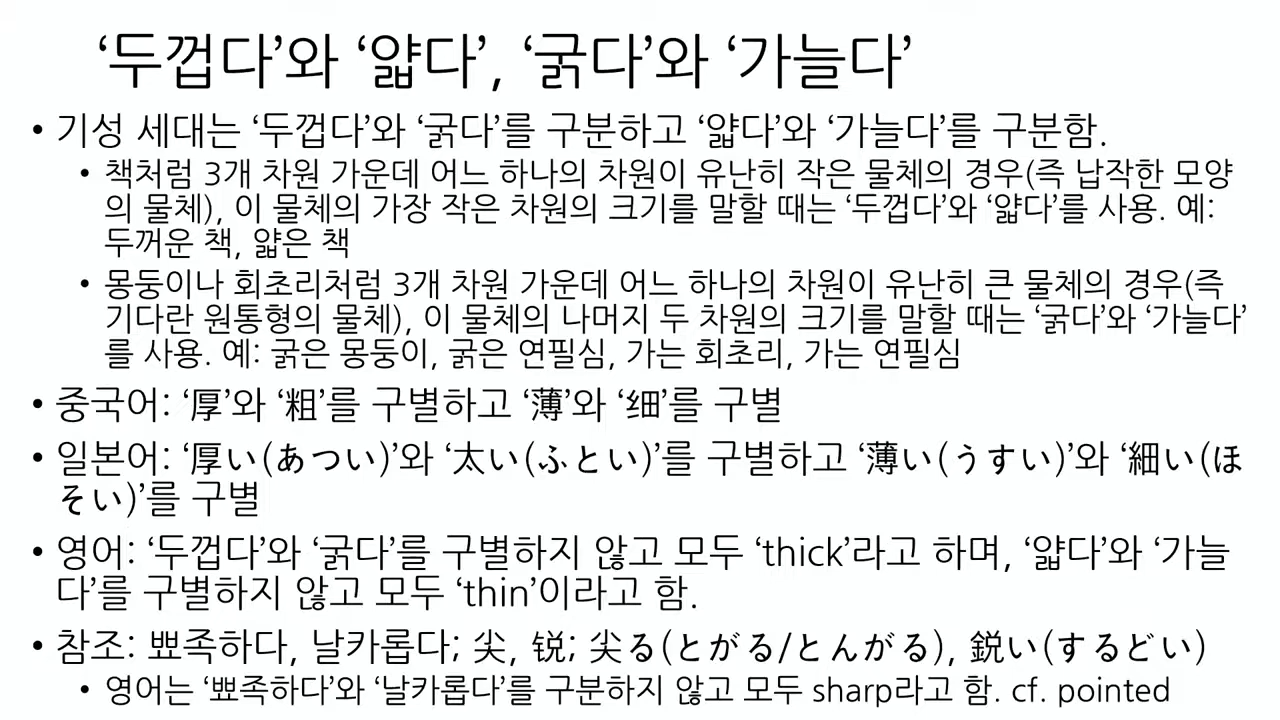 ‘두껍다’와 ‘얇다’, ‘굵다’와 ‘가늘다’
• 기성 세대는 ‘두껍다’와 ‘굵다’를 구분하고 ‘얇다’와 ‘가늘다’를 구분함.
• 책처럼 3개 차원 가운데 어느 하나의 차원이 유난히 작은 물체의 경우(즉 납작한 모양
의 물체), 이 물체의 가장 작은 차원의 크기를 말할 때는 ‘두껍다’와 ‘얇다’를 사용. 예:
두꺼운 책, 얇은 책
• 몽둥이나 회초리처럼 3개 차원 가운데 어느 하나의 차원이 유난히 큰 물체의 경우(즉
기다란 원통형의 물체), 이 물체의 나머지 두 차원의 크기를 말할 때는 ‘굵다’와 ‘가늘다’
를 사용. 예: 굵은 몽둥이, 굵은 연필심, 가는 회초리, 가는 연필심
• 중국어: ‘厚’와 ‘粗’를 구별하고 ‘薄’와 ‘细’를 구별
• 일본어: ‘厚い(あつい)’와 ‘太い(ふとい)’를 구별하고 ‘薄い(うすい)’와 ‘細い(ほ
そい)’를 구별
• 영어: ‘두껍다’와 ‘굵다’를 구별하지 않고 모두 ‘thick’라고 하며, ‘얇다’와 ‘가늘
다’를 구별하지 않고 모두 ‘thin’이라고 함.
• 참조: 뾰족하다, 날카롭다; 尖, 锐; 尖る(とがる/とんがる), 鋭い(するどい)
• 영어는 ‘뾰족하다’와 ‘날카롭다’를 구분하지 않고 모두 sharp라고 함. cf. pointed